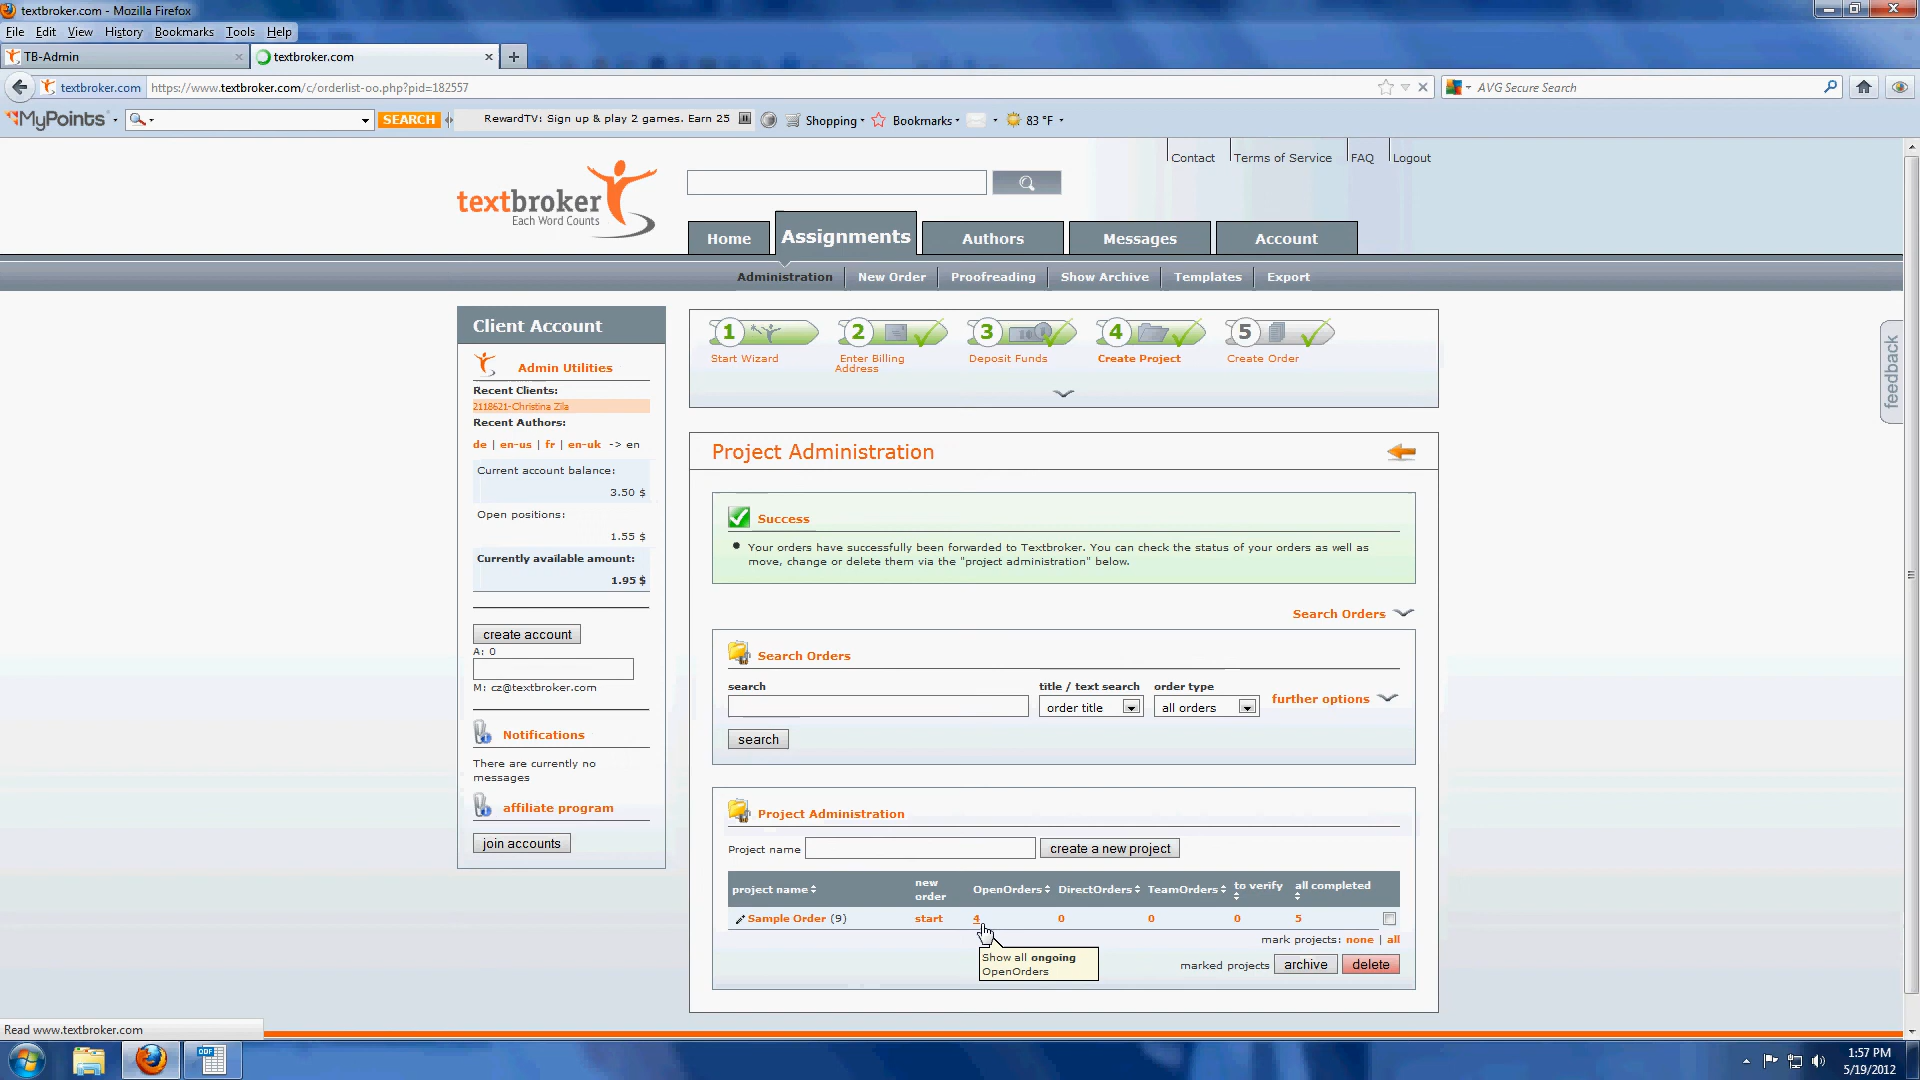 textbroker.com - Mozilla Firefox
File Edit View History Bookmarks Tools Help
TB-Admin
textbroker.com
textbroker.com https://www.textbroker.com/c/orderlist-oo.php?pid=182557
AVG Secure Search
MyPoints
SEARCH
RewardTV: Sign up & play 2 games. Earn 25
Shopping
Bookmarks
83 °F
Contact Terms of Service FAQ Logout
textbroker
Each Word Counts
Home Assignments Authors Messages Account
Administration New Order Proofreading Show Archive Templates Export
Client Account
Admin Utilities
Recent Clients:
2118621-Christina Zila
Recent Authors:
de | en-us | fr | en-uk -> en
Current account balance:
3.50 $
Open positions:
1.55 $
Currently available amount:
1.95 $
create account
A: 0
M: cz@textbroker.com
Notifications
There are currently no
messages
affiliate program
join accounts
1 2 3 4 5
Start Wizard
Enter Billing
Address
Deposit Funds
Create Project
Create Order
Project Administration
Success
Your orders have successfully been forwarded to Textbroker. You can check the status of your orders as well as
move, change or delete them via the "project administration" below.
Search Orders
Search Orders
search title / text search order type
order title all orders further options
search
Project Administration
Project name create a new project
project name new order OpenOrders DirectOrders TeamOrders to verify all completed
Sample Order (9) start 4 0 0 0 5
mark projects: none | all
Show all ongoing
OpenOrders
marked projects archive delete
feedback
Read www.textbroker.com
ODF
1:57 PM
5/19/2012